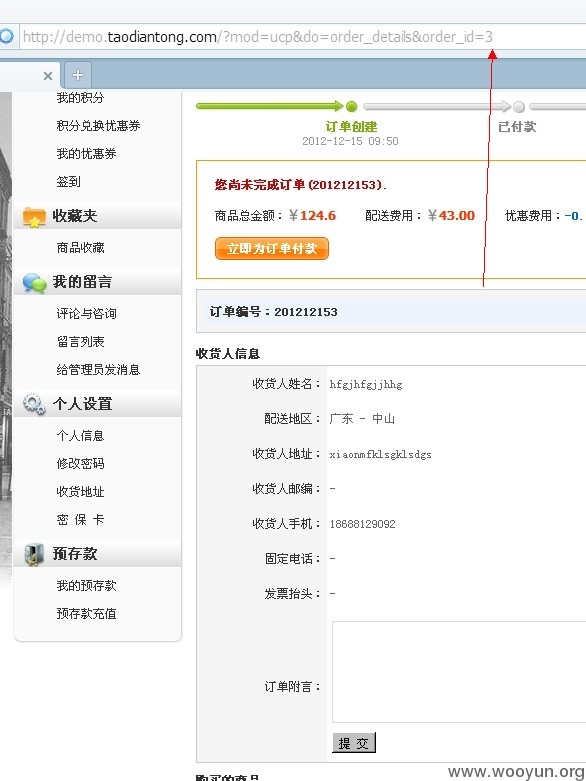 http://demo.taodiantong.com/?mod=ucp&do=order_details&order_id=3
我的积分
积分兑换优惠券
我的优惠券
签到
收藏夹
商品收藏
我的留言
评论与咨询
留言列表
给管理员发消息
个人设置
个人信息
修改密码
收货地址
密 保 卡
预存款
我的预存款
预存款充值
订单创建
2012-12-15 09:50
已付款
您尚未完成订单(201212153).
商品总金额：￥124.6 配送费用：￥43.00 优惠费用：-0.
立即为订单付款
订单编号：201212153
收货人信息
收货人姓名： hfgjhfgjjhhg
配送地区： 广东 - 中山
收货人地址： xiaonmfklsgklsdgs
收货人邮编： -
收货人手机： 18688129092
固定电话： -
发票抬头： -
订单附言：
提 交
购买的商品
www.wooyun.org